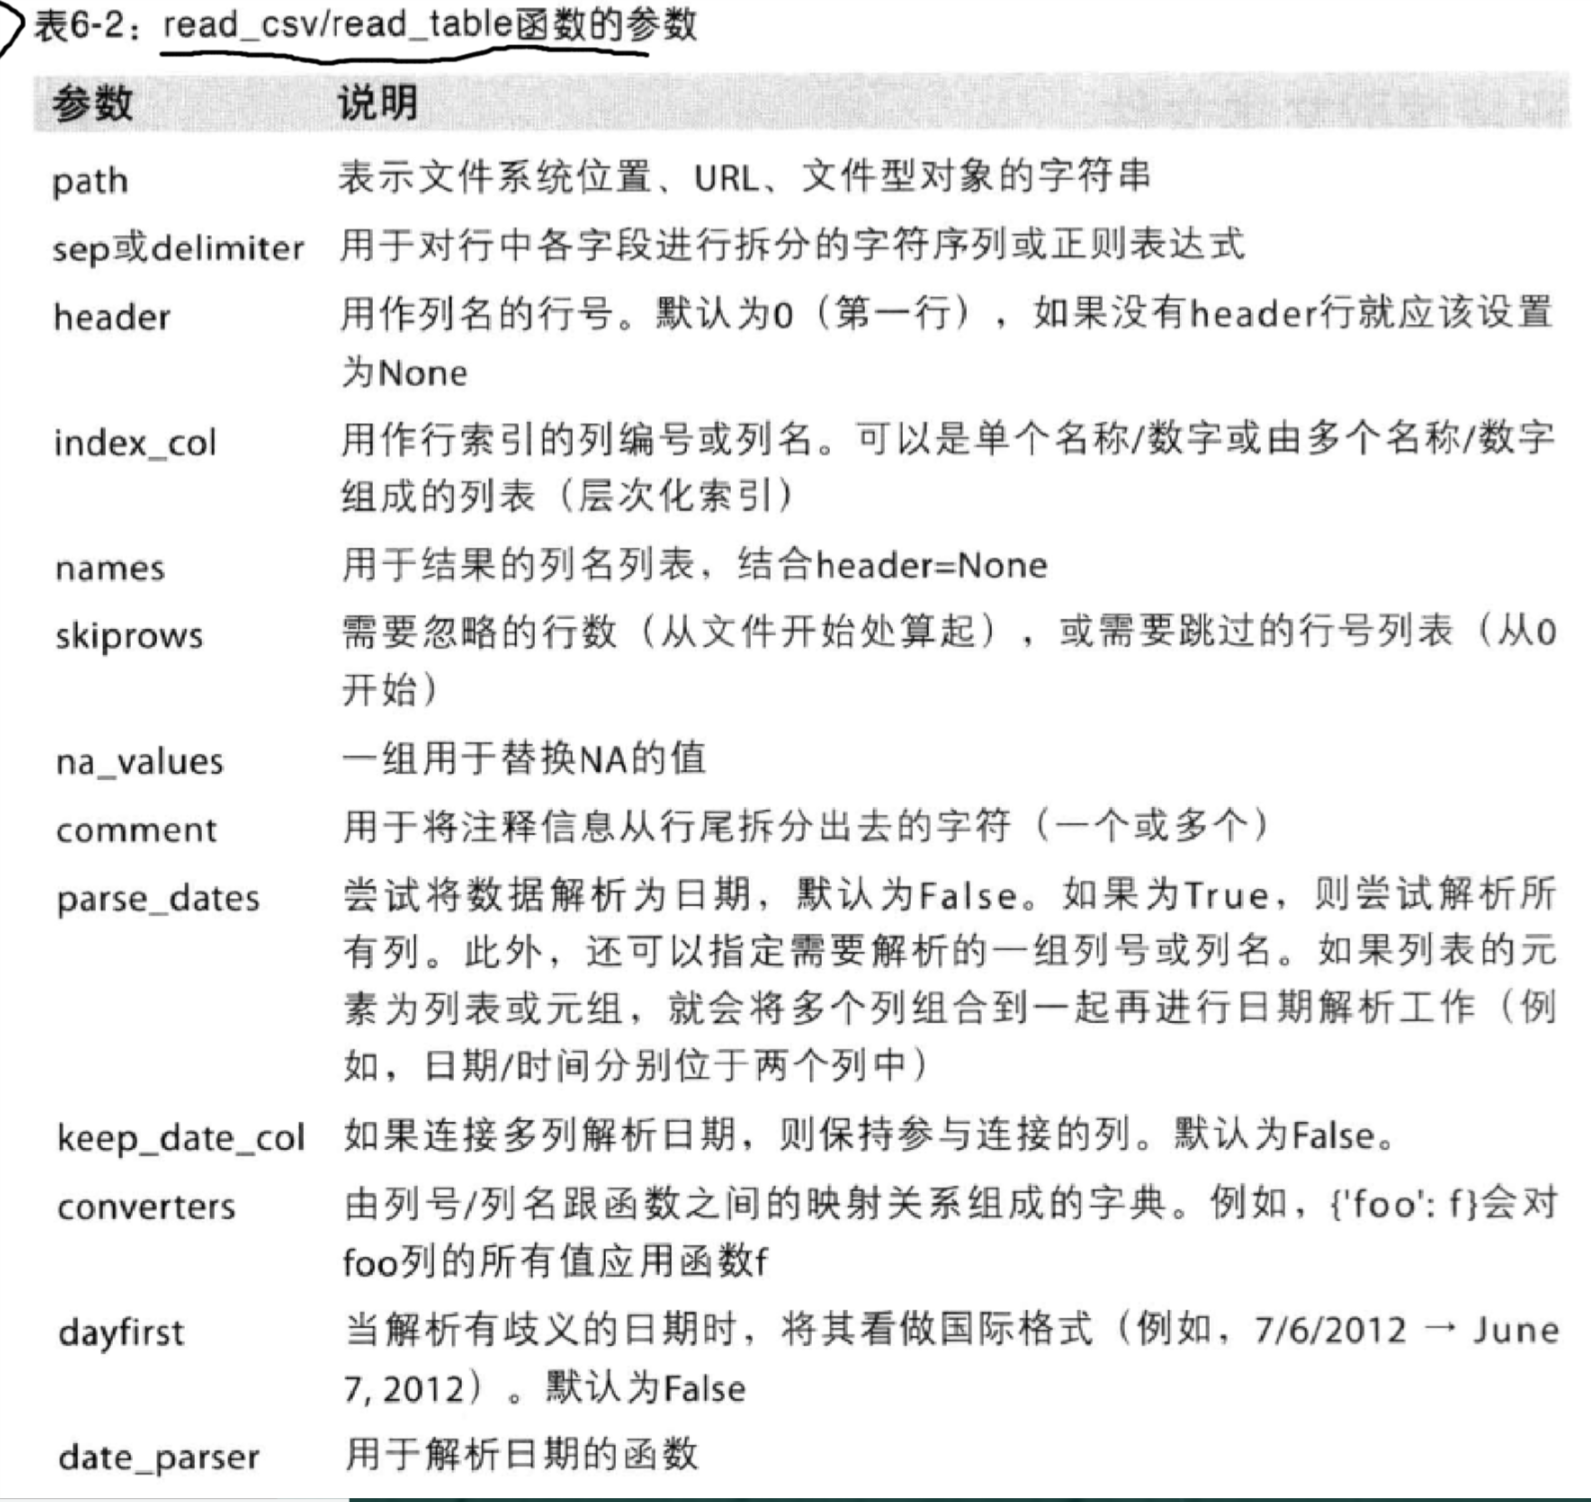 表6-2：read_csv/read_table函数的参数
参数 说明
path 表示文件系统位置、URL、文件型对象的字符串
sep或delimiter 用于对行中各字段进行拆分的字符序列或正则表达式
header 用作列名的行号。默认为0（第一行），如果没有header行就应该设置
为None
index_col 用作行索引的列编号或列名。可以是单个名称/数字或由多个名称/数字
组成的列表（层次化索引）
names 用于结果的列名列表，结合header=None
skiprows 需要忽略的行数（从文件开始处算起），或需要跳过的行号列表（从0
开始）
na_values 一组用于替换NA的值
comment 用于将注释信息从行尾拆分出去的字符（一个或多个）
parse_dates 尝试将数据解析为日期，默认为False。如果为True，则尝试解析所
有列。此外，还可以指定需要解析的一组列号或列名。如果列表的元
素为列表或元组，就会将多个列组合到一起再进行日期解析工作（例
如，日期/时间分别位于两个列中）
keep_date_col 如果连接多列解析日期，则保持参与连接的列。默认为False。
converters 由列号/列名跟函数之间的映射关系组成的字典。例如，{'foo': f}会对
foo列的所有值应用函数f
dayfirst 当解析有歧义的日期时，将其看做国际格式（例如，7/6/2012 → June
7, 2012）。默认为False
date_parser 用于解析日期的函数